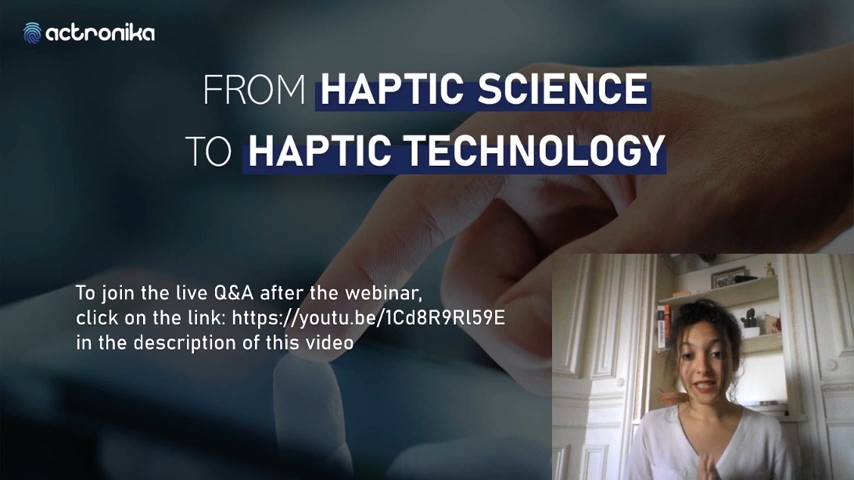 actronika
FROM HAPTIC SCIENCE
TO HAPTIC TECHNOLOGY
To join the live Q&A after the webinar,
click on the link: https://youtu.be/1Cd8R9Rl59E
in the description of this video